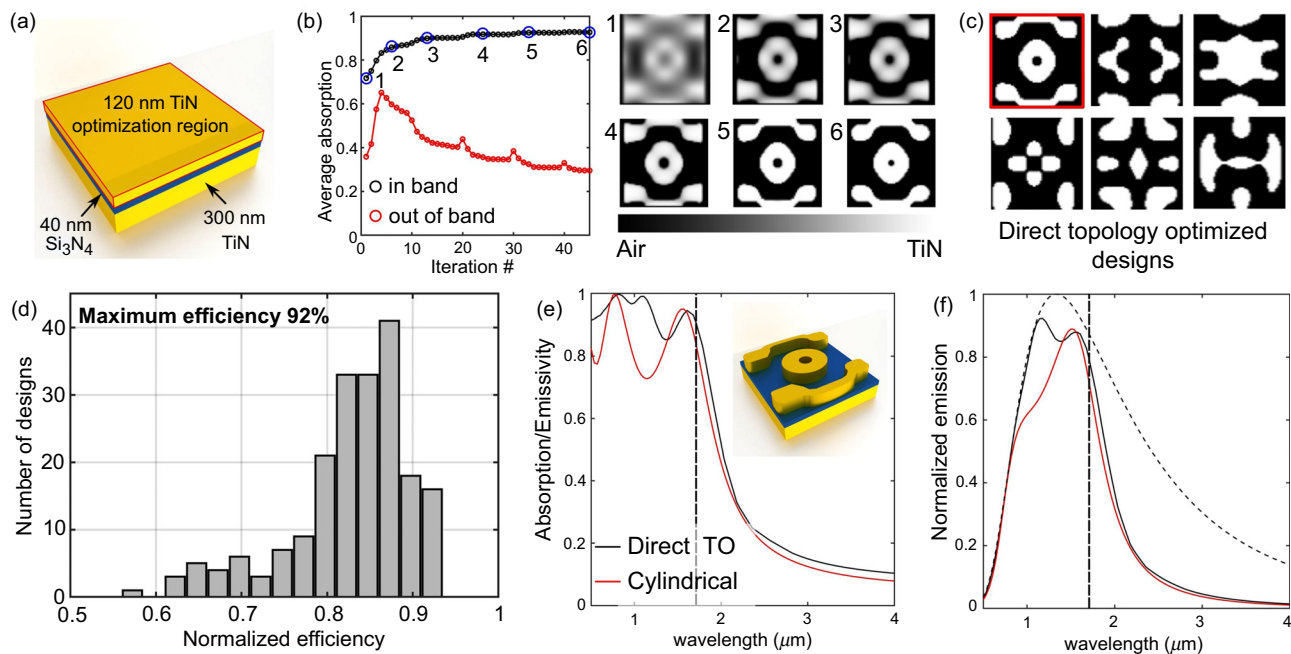 (a)
120 nm TiN
optimization region
40 nm
Si₃N₄
300 nm
TiN
(b)
Average absorption
1
0.8
0.6
0.4
0.2
0
1
2
3
4
5
6
in band
out of band
0
10
20
30
40
Iteration #
1
2
3
4
5
6
Air
TiN
(c)
Direct topology optimized
designs
(d)
Maximum efficiency 92%
Number of designs
40
30
20
10
0
0.5
0.6
0.7
0.8
0.9
1
Normalized efficiency
(e)
Absorption/Emissivity
1
0.8
0.6
0.4
0.2
0
Direct TO
Cylindrical
1
2
3
4
wavelength (μm)
(f)
Normalized emission
1
0.8
0.6
0.4
0.2
0
1
2
3
4
wavelength (μm)